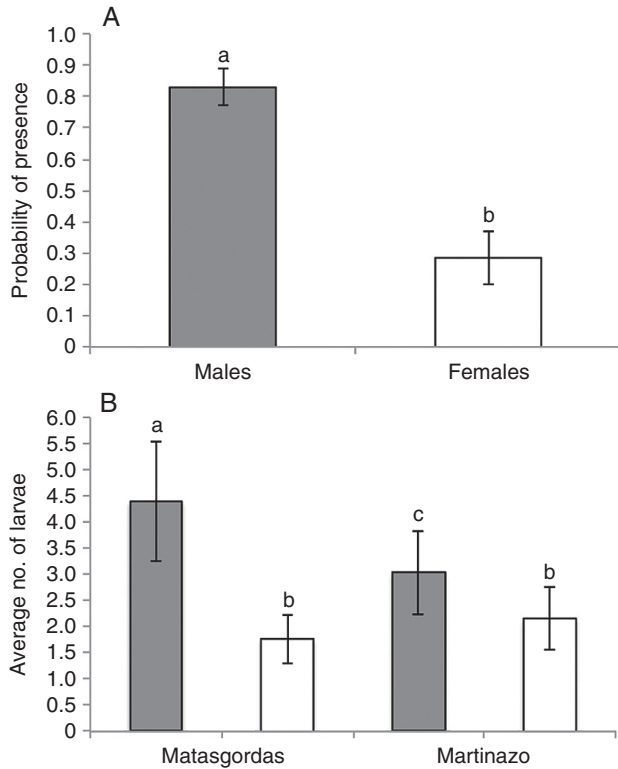 A
Probability of presence
1.0
0.9
0.8
0.7
0.6
0.5
0.4
0.3
0.2
0.1
0
a
b
Males
Females
B
Average no. of larvae
6.0
5.5
5.0
4.5
4.0
3.5
3.0
2.5
2.0
1.5
1.0
0.5
0
a
b
c
b
Matasgordas
Martinazo